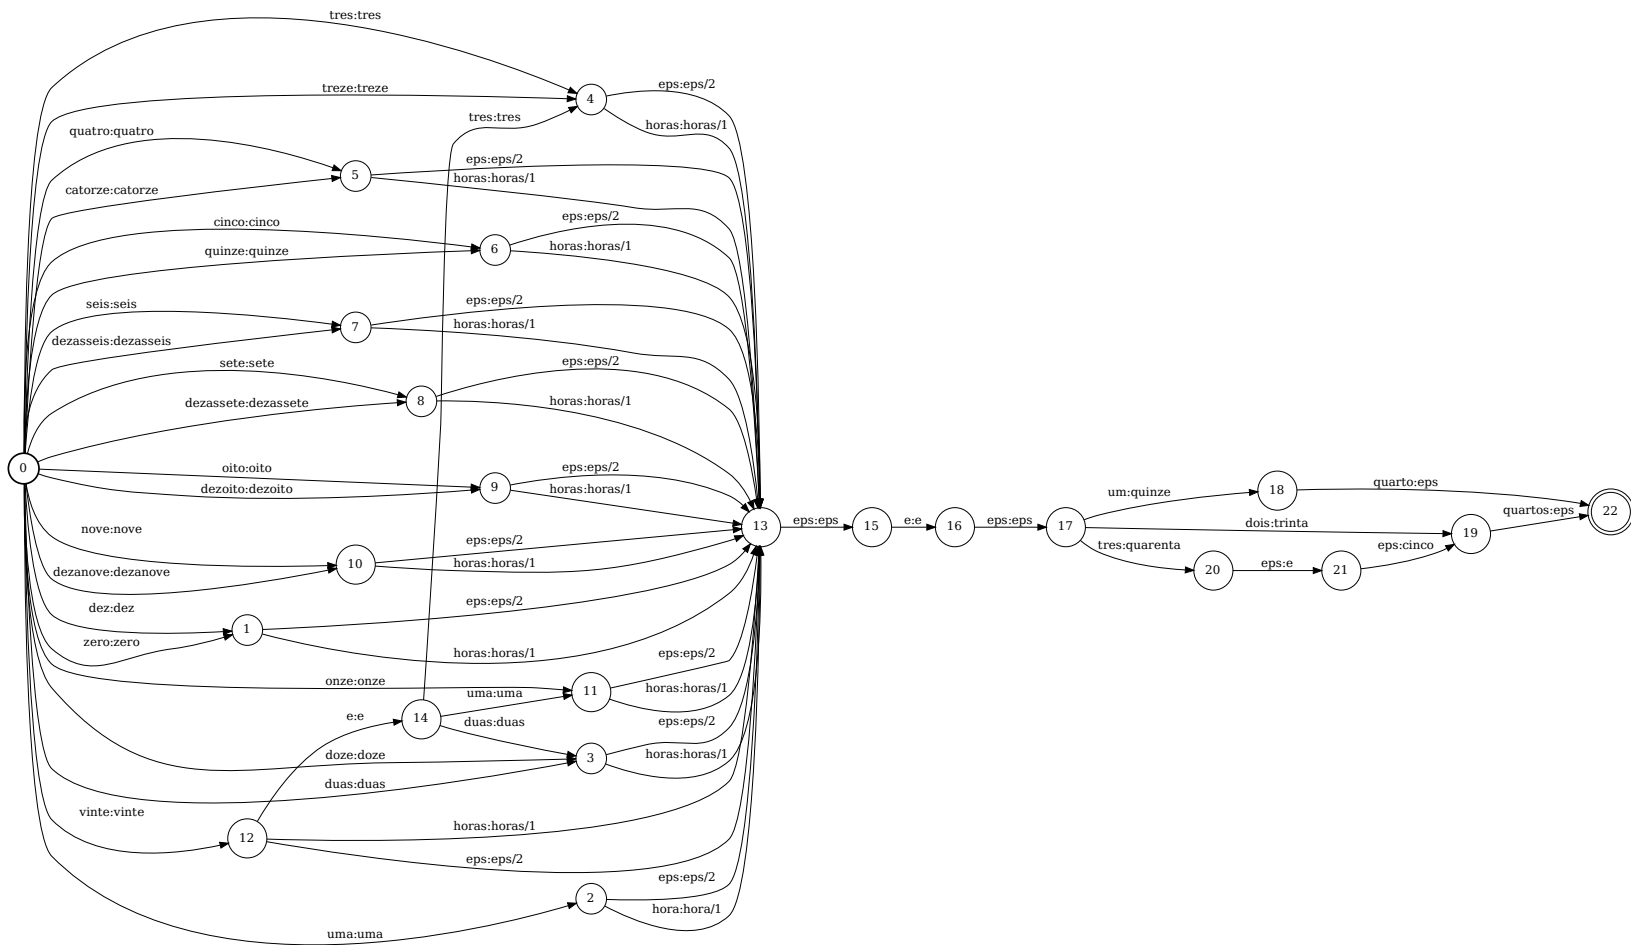 tres:tres
treze:treze
4
eps:eps/2
tres:tres
horas:horas/1
quatro:quatro
5
eps:eps/2
horas:horas/1
catorze:catorze
cinco:cinco
6
eps:eps/2
quinze:quinze
horas:horas/1
seis:seis
7
eps:eps/2
horas:horas/1
dezasseis:dezasseis
sete:sete
8
eps:eps/2
dezassete:dezassete
horas:horas/1
0
oito:oito
9
eps:eps/2
dezoito:dezoito
horas:horas/1
13
eps:eps
15
e:e
16
eps:eps
17
um:quinze
18
quarto:eps
22
dois:trinta
19
quartos:eps
tres:quarenta
20
eps:e
21
eps:cinco
nove:nove
10
eps:eps/2
dezanove:dezanove
horas:horas/1
dez:dez
1
eps:eps/2
zero:zero
horas:horas/1
onze:onze
11
eps:eps/2
uma:uma
horas:horas/1
e:e
14
duas:duas
3
eps:eps/2
doze:doze
horas:horas/1
duas:duas
vinte:vinte
12
horas:horas/1
eps:eps/2
2
eps:eps/2
uma:uma
hora:hora/1